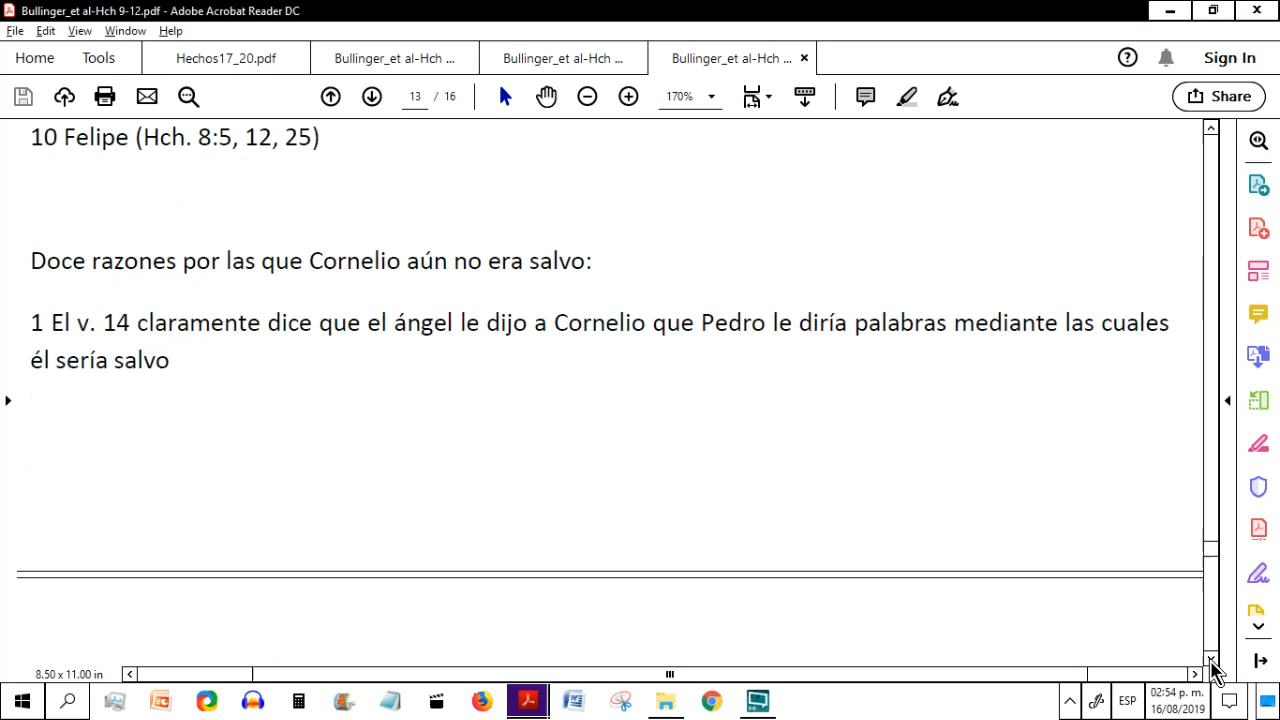 Bullinger_et al-Hch 9-12.pdf - Adobe Acrobat Reader DC
File Edit View Window Help
Home Tools Hechos17_20.pdf Bullinger_et al-Hch ... Bullinger_et al-Hch ... Bullinger_et al-Hch ... × Sign In
13 / 16 170% Share
10 Felipe (Hch. 8:5, 12, 25)
Doce razones por las que Cornelio aún no era salvo:
1 El v. 14 claramente dice que el ángel le dijo a Cornelio que Pedro le diría palabras mediante las cuales
él sería salvo
8.50 x 11.00 in
ESP 02:54 p. m.
16/08/2019